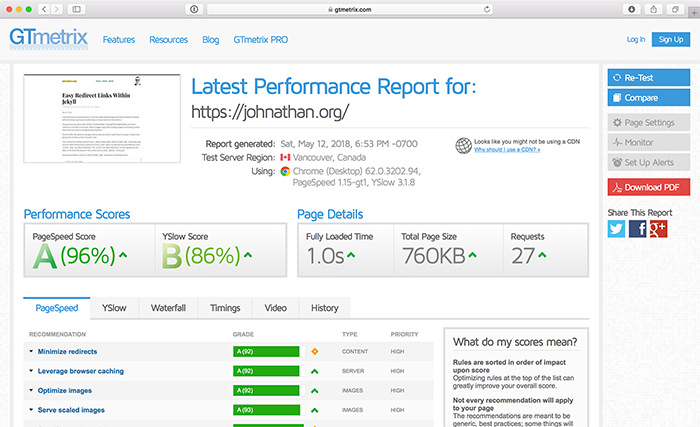 gtmetrix.com
GTmetrix
Features
Resources
Blog
GTmetrix PRO
Log In
Sign Up
Easy Redirect Links Within
Jekyll
Latest Performance Report for:
https://johnathan.org/
Report generated: Sat, May 12, 2018, 6:53 PM -0700
Test Server Region: Vancouver, Canada
Using: Chrome (Desktop) 62.0.3202.94,
PageSpeed 1.15-gt1, YSlow 3.1.8
Looks like you might not be using a CDN
Why should I use a CDN?
Re-Test
Compare
Page Settings
Monitor
Set Up Alerts
Download PDF
Share This Report
Performance Scores
PageSpeed Score
A (96%)
YSlow Score
B (86%)
Page Details
Fully Loaded Time
1.0s
Total Page Size
760KB
Requests
27
PageSpeed
YSlow
Waterfall
Timings
Video
History
RECOMMENDATION GRADE TYPE PRIORITY
Minimize redirects A (92) CONTENT HIGH
Leverage browser caching A (92) SERVER HIGH
Optimize images A (92) IMAGES HIGH
Serve scaled images A (93) IMAGES HIGH
What do my scores mean?
Rules are sorted in order of impact
upon score
Optimizing rules at the top of the list can
greatly improve your overall score.
Not every recommendation will apply
to your page
The recommendations are meant to be
generic, best practices; some things will